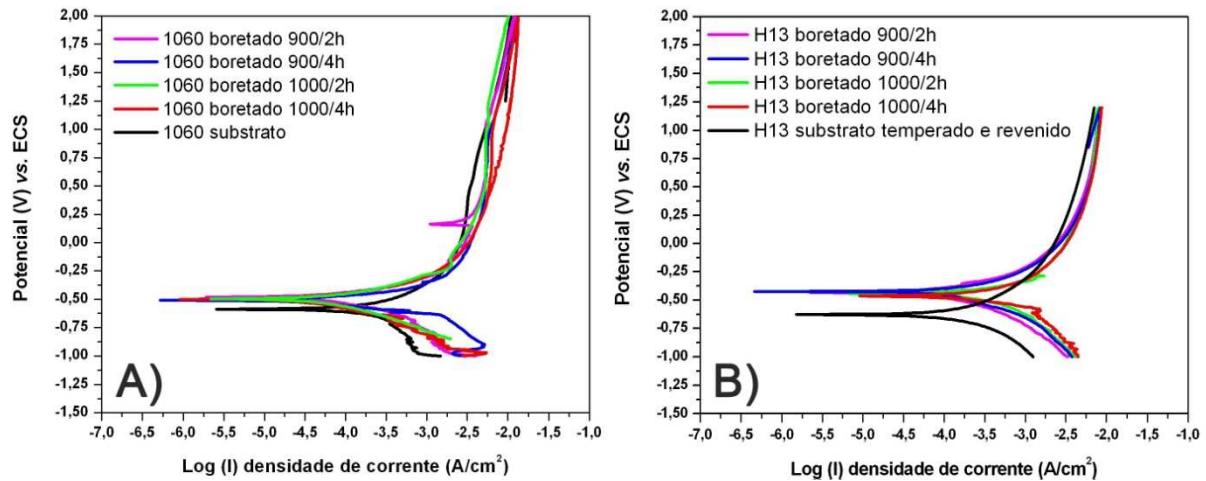 2,00
1,75
1,50
1,25
1,00
0,75
0,50
0,25
0,00
-0,25
-0,50
-0,75
-1,00
-1,25
-1,50
Potencial (V) vs. ECS
1060 boretado 900/2h
1060 boretado 900/4h
1060 boretado 1000/2h
1060 boretado 1000/4h
1060 substrato
A)
-7,0 -6,5 -6,0 -5,5 -5,0 -4,5 -4,0 -3,5 -3,0 -2,5 -2,0 -1,5 -1,0
Log (I) densidade de corrente (A/cm²)
2,00
1,75
1,50
1,25
1,00
0,75
0,50
0,25
0,00
-0,25
-0,50
-0,75
-1,00
-1,25
-1,50
Potencial (V) vs. ECS
H13 boretado 900/2h
H13 boretado 900/4h
H13 boretado 1000/2h
H13 boretado 1000/4h
H13 substrato temperado e revenido
B)
-7,0 -6,5 -6,0 -5,5 -5,0 -4,5 -4,0 -3,5 -3,0 -2,5 -2,0 -1,5 -1,0
Log (I) densidade de corrente (A/cm²)